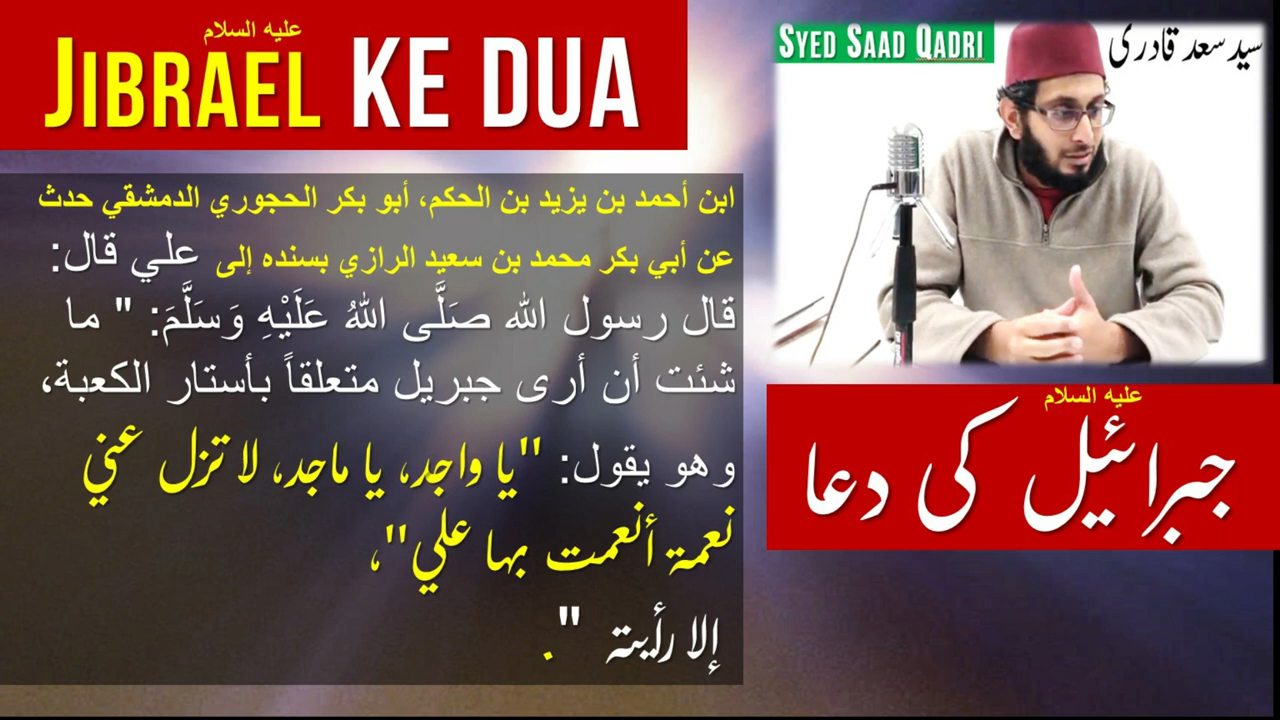 عليه السلام
JIBRAEL KE DUA
SYED SAAD QADRI
سید سعد قادری
ابن أحمد بن يزيد بن الحكم، أبو بكر الحجوري الدمشقي حدث
عن أبي بكر محمد بن سعيد الرازي بسنده إلى علي قال:
قال رسول الله صَلَّى اللهُ عَلَيْهِ وَسَلَّمَ: " ما
شئت أن أرى جبريل متعلقاً بأستار الكعبة،
وهو يقول: "يا واجد، يا ماجد، لا تزل عني
نعمة أنعمت بها علي"،
إلا رأيته ".
عليه السلام
جبرائیل کی دعا